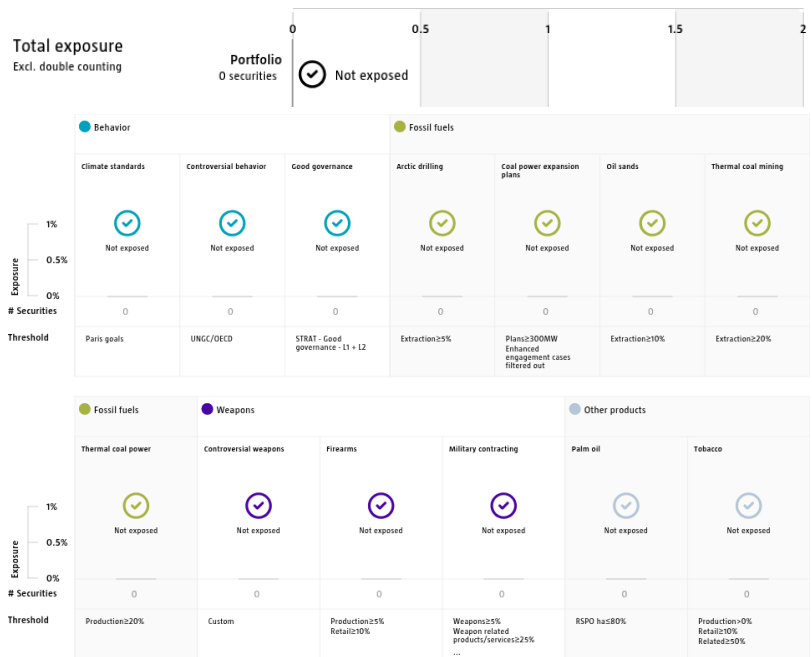 0 0.5 1 1.5 2
Total exposure
Excl. double counting
Portfolio
0 securities
Not exposed
Behavior Fossil fuels
Climate standards Controversial behavior Good governance Arctic drilling Coal power expansion plans Oil sands Thermal coal mining
1%
Not exposed Not exposed Not exposed Not exposed Not exposed Not exposed Not exposed
0.5%
Exposure
0%
# Securities 0 0 0 0 0 0 0
Threshold Paris goals UNGC/OECD STRAT - Good governance - L1 + L2 Extraction≥5% Plans≥300MW Enhanced engagement cases filtered out Extraction≥10% Extraction≥20%
Fossil fuels Weapons Other products
Thermal coal power Controversial weapons Firearms Military contracting Palm oil Tobacco
1%
Not exposed Not exposed Not exposed Not exposed Not exposed Not exposed
0.5%
Exposure
0%
# Securities 0 0 0 0 0 0
Threshold Production≥20% Custom Production≥5% Retail≥10% Weapons≥5% Weapon related products/services≥25% ... RSPO ha≤80% Production>0% Retail≥10% Related≥50%